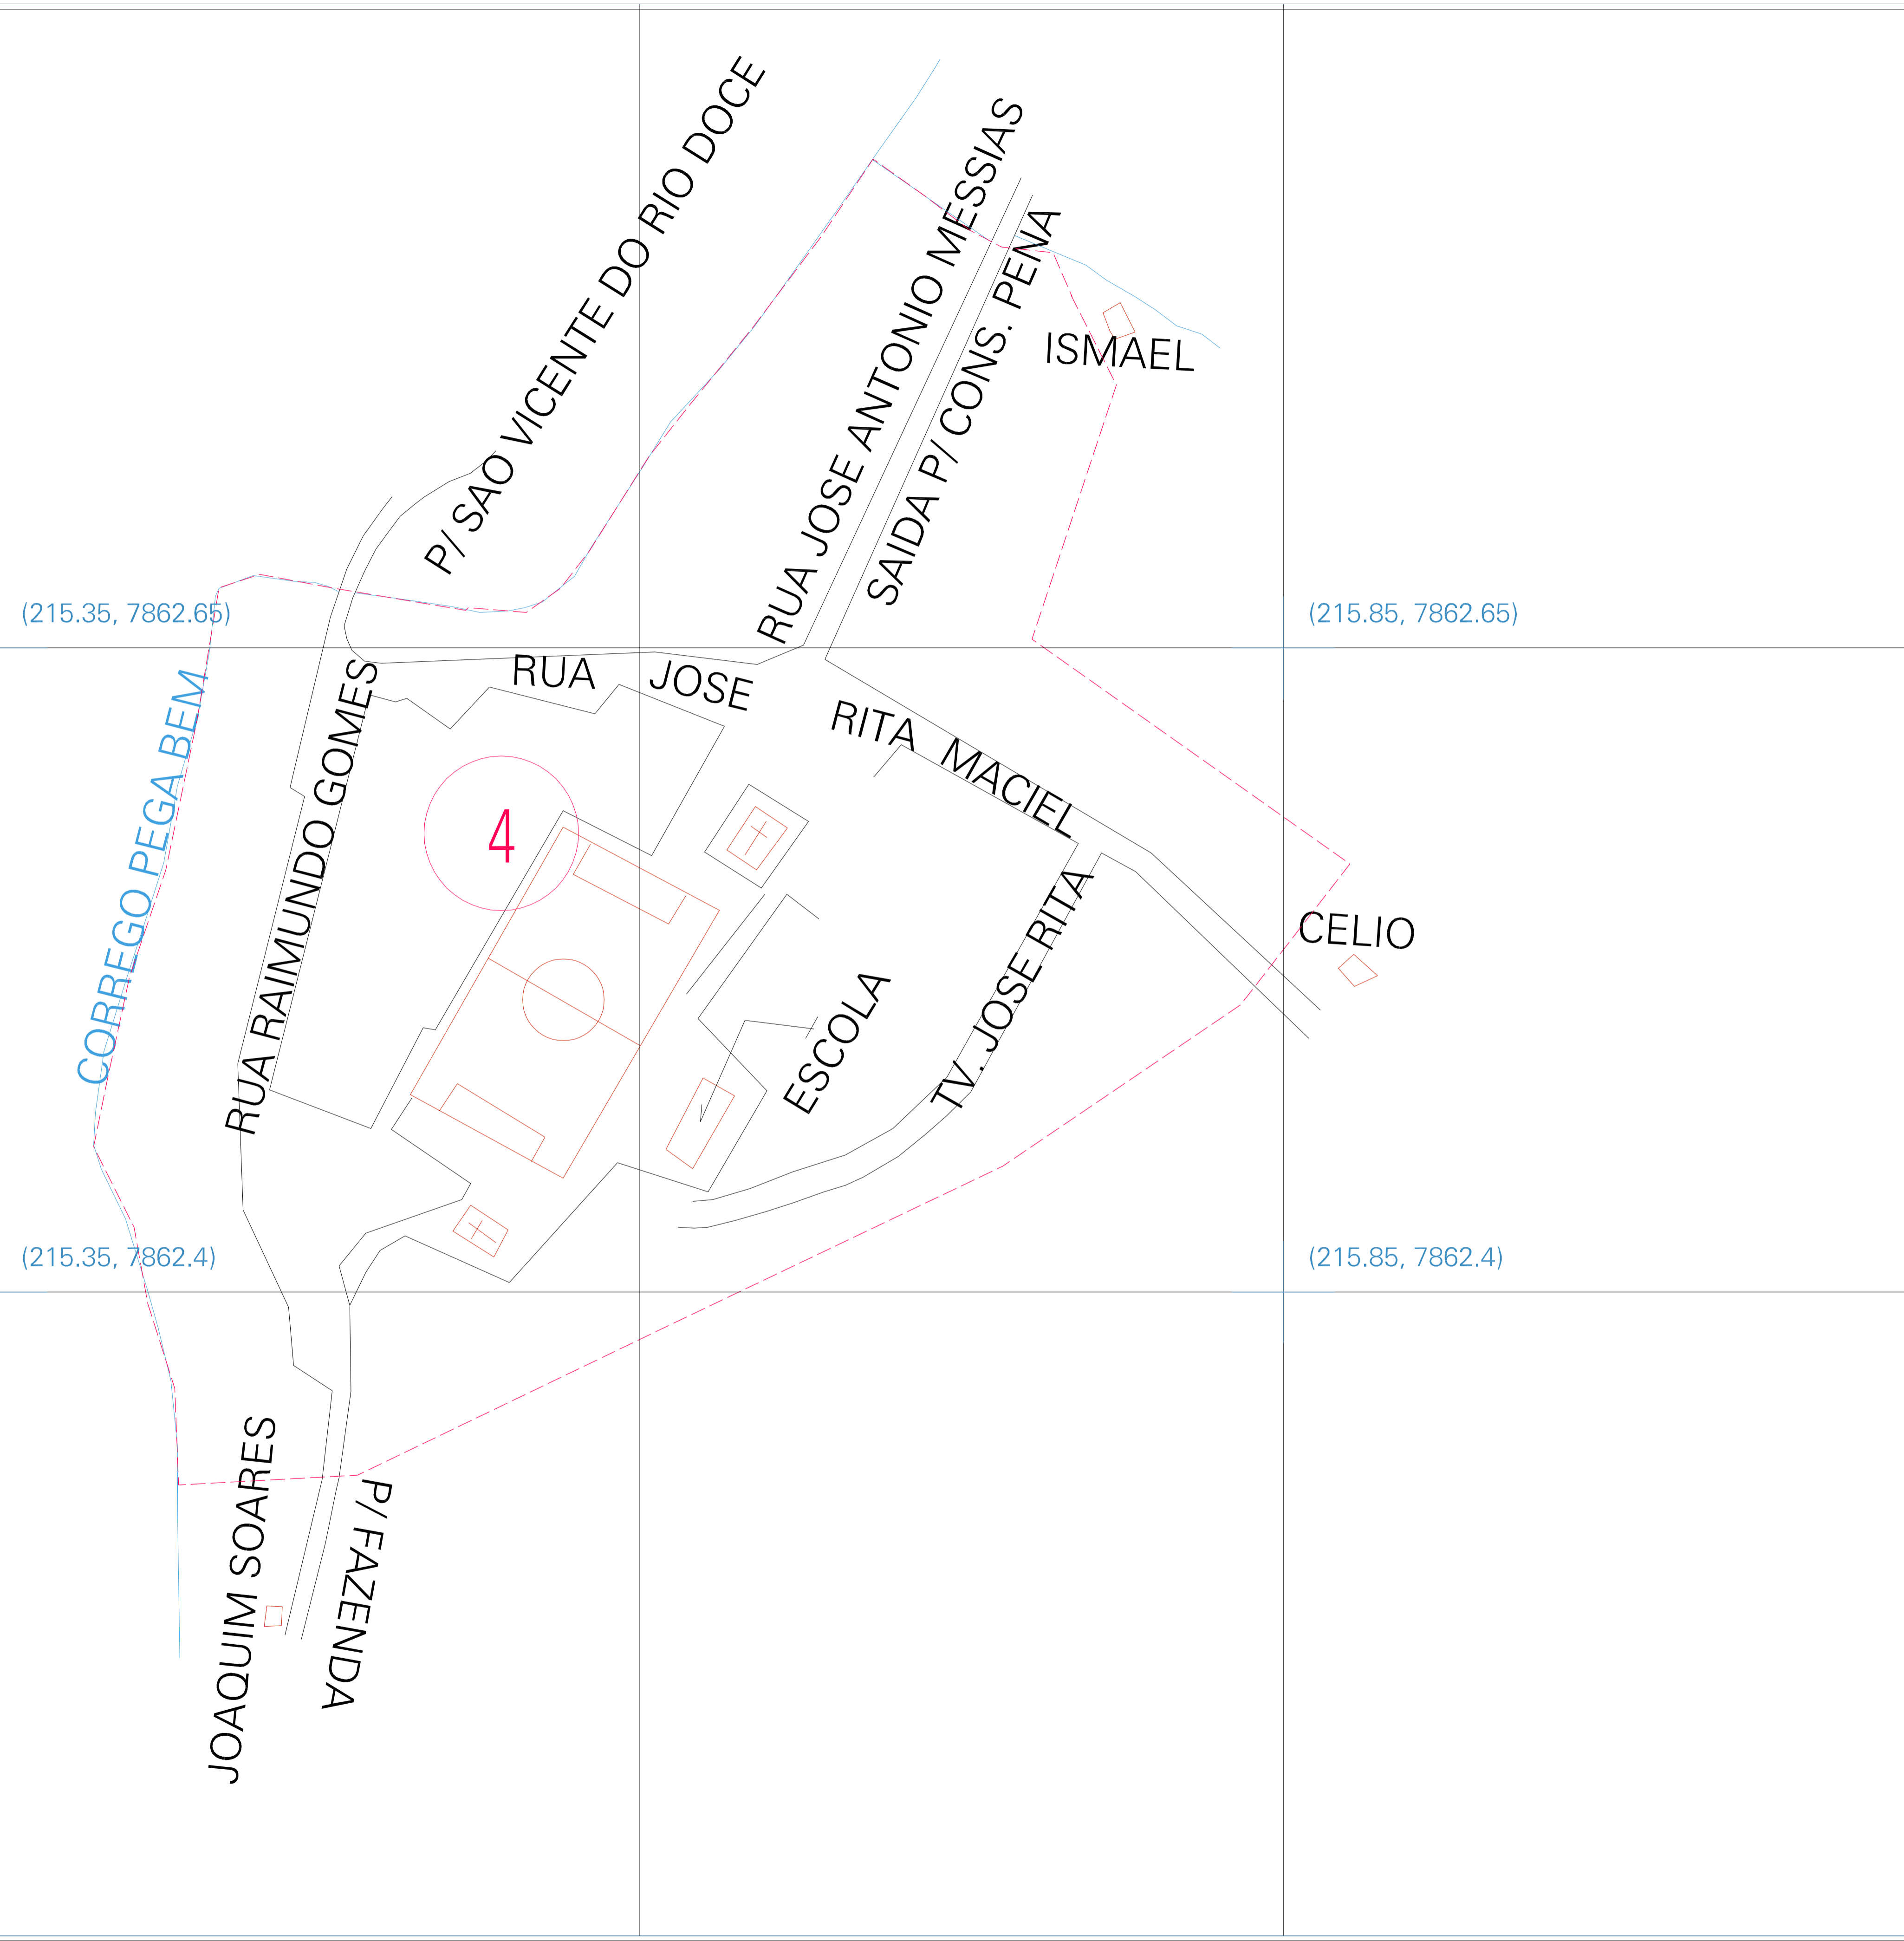 P/ SAO VICENTE DO RIO DOCE
RUA JOSE ANTONIO MESSIAS
SAIDA P/ CONS. PENA
ISMAEL
(215.35, 7862.65)
(215.85, 7862.65)
RUA JOSE RITA MACIEL
CORREGO PEGA BEM
RUA RAIMUNDO GOMES
4
CELIO
ESCOLA
TV. JOSE RITA
(215.35, 7862.4)
(215.85, 7862.4)
JOAQUIM SOARES
P/ FAZENDA